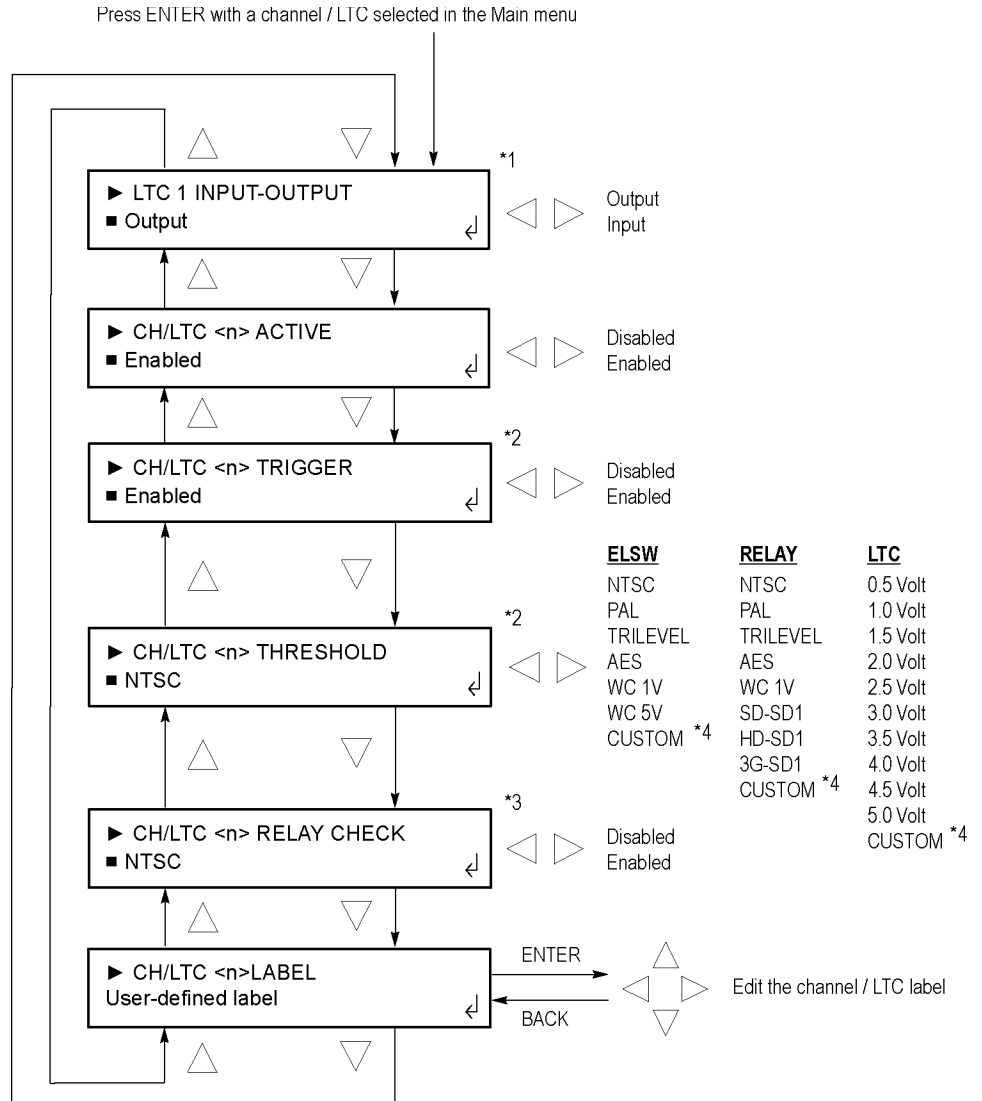 Press ENTER with a channel / LTC selected in the Main menu
*1
► LTC 1 INPUT-OUTPUT
■ Output
Output
Input
► CH/LTC <n> ACTIVE
■ Enabled
Disabled
Enabled
*2
► CH/LTC <n> TRIGGER
■ Enabled
Disabled
Enabled
ELSW RELAY LTC
NTSC NTSC 0.5 Volt
PAL PAL 1.0 Volt
TRILEVEL TRILEVEL 1.5 Volt
AES AES 2.0 Volt
WC 1V WC 1V 2.5 Volt
WC 5V SD-SD1 3.0 Volt
CUSTOM *4 HD-SD1 3.5 Volt
3G-SD1 4.0 Volt
CUSTOM *4 4.5 Volt
5.0 Volt
CUSTOM *4
*2
► CH/LTC <n> THRESHOLD
■ NTSC
*3
► CH/LTC <n> RELAY CHECK
■ NTSC
Disabled
Enabled
► CH/LTC <n>LABEL
User-defined label
ENTER
BACK
Edit the channel / LTC label